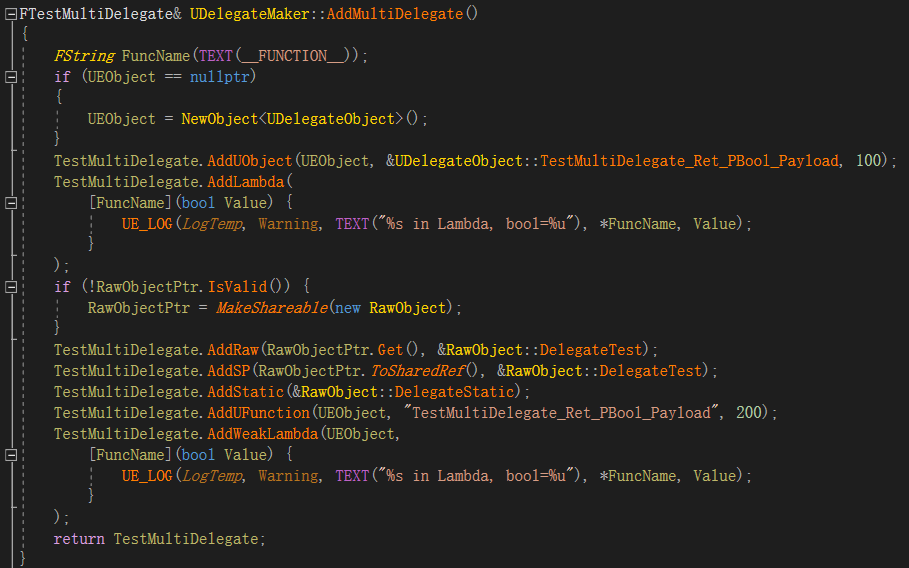 FTestMultiDelegate& UDelegateMaker::AddMultiDelegate()
{
FString FuncName(TEXT(__FUNCTION__));
if (UEObject == nullptr)
{
UEObject = NewObject<UDelegateObject>();
}
TestMultiDelegate.AddUObject(UEObject, &UDelegateObject::TestMultiDelegate_Ret_PBool_Payload, 100);
TestMultiDelegate.AddLambda(
[FuncName](bool Value) {
UE_LOG(LogTemp, Warning, TEXT("%s in Lambda, bool=%u"), *FuncName, Value);
}
);
if (!RawObjectPtr.IsValid()) {
RawObjectPtr = MakeShareable(new RawObject);
}
TestMultiDelegate.AddRaw(RawObjectPtr.Get(), &RawObject::DelegateTest);
TestMultiDelegate.AddSP(RawObjectPtr.ToSharedRef(), &RawObject::DelegateTest);
TestMultiDelegate.AddStatic(&RawObject::DelegateStatic);
TestMultiDelegate.AddUFunction(UEObject, "TestMultiDelegate_Ret_PBool_Payload", 200);
TestMultiDelegate.AddWeakLambda(UEObject,
[FuncName](bool Value) {
UE_LOG(LogTemp, Warning, TEXT("%s in Lambda, bool=%u"), *FuncName, Value);
}
);
return TestMultiDelegate;
}